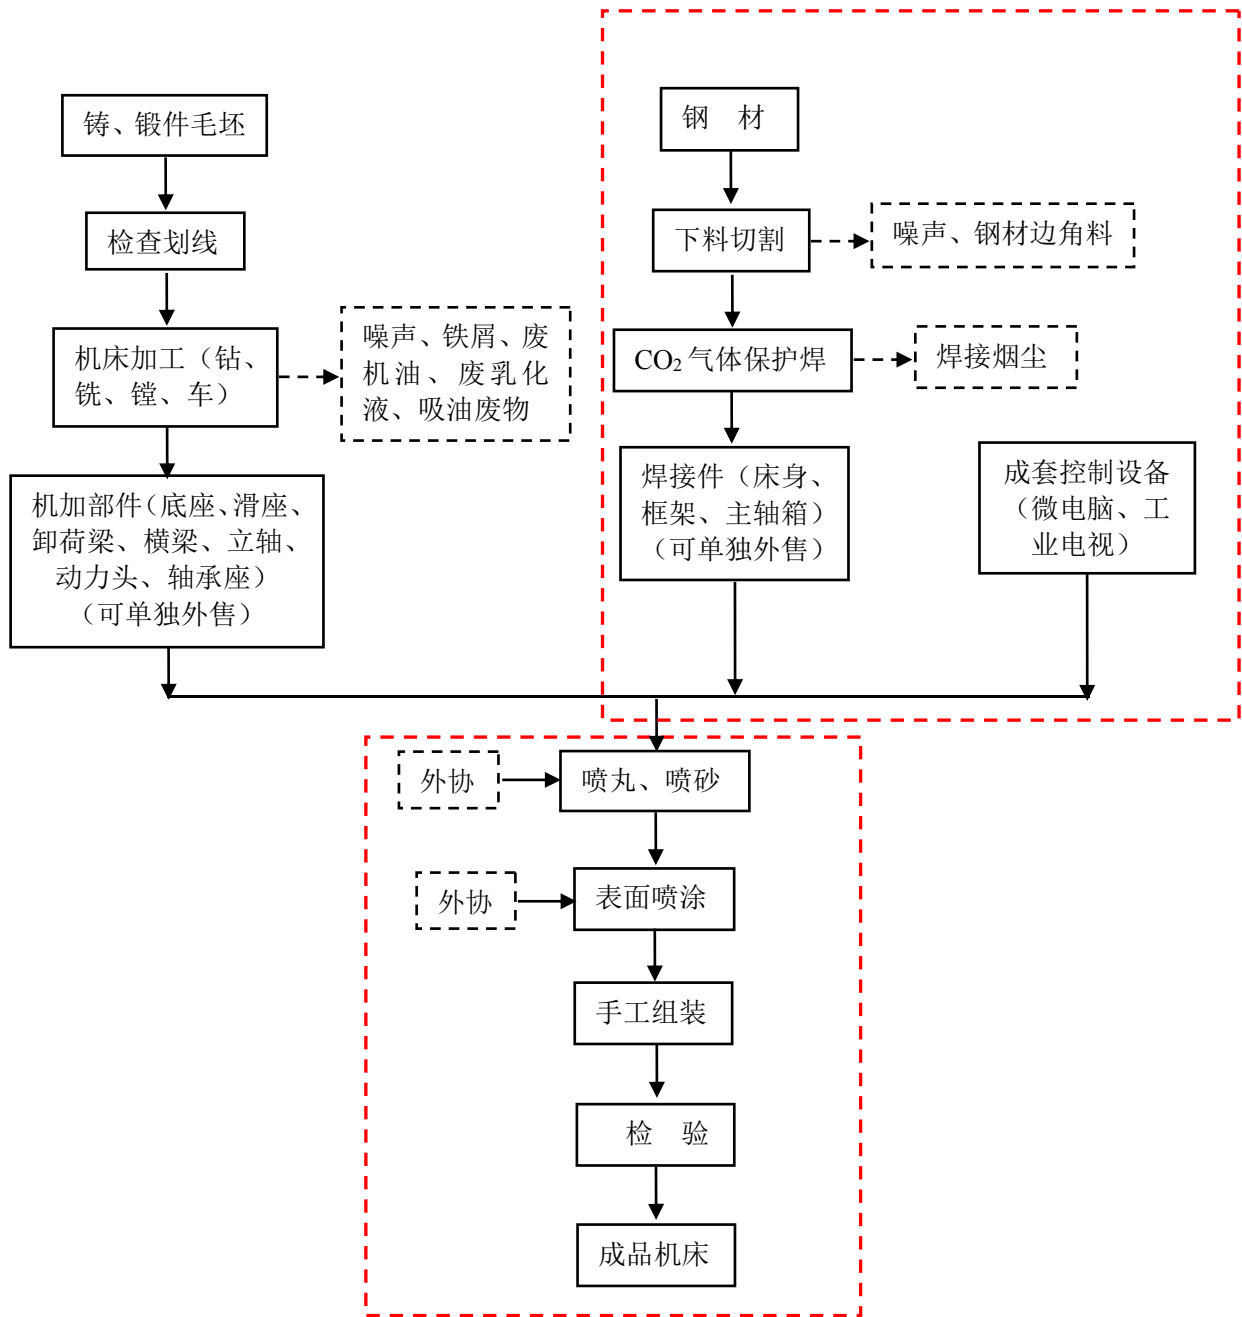 铸、锻件毛坯
检查划线
机床加工（钻、
铣、镗、车）
噪声、铁屑、废
机油、废乳化
液、吸油废物
机加部件（底座、滑座、
卸荷梁、横梁、立轴、
动力头、轴承座）
（可单独外售）
钢 材
下料切割
噪声、钢材边角料
CO₂气体保护焊
焊接烟尘
焊接件（床身、
框架、主轴箱）
（可单独外售）
成套控制设备
（微电脑、工
业电视）
外协
喷丸、喷砂
外协
表面喷涂
手工组装
检 验
成品机床